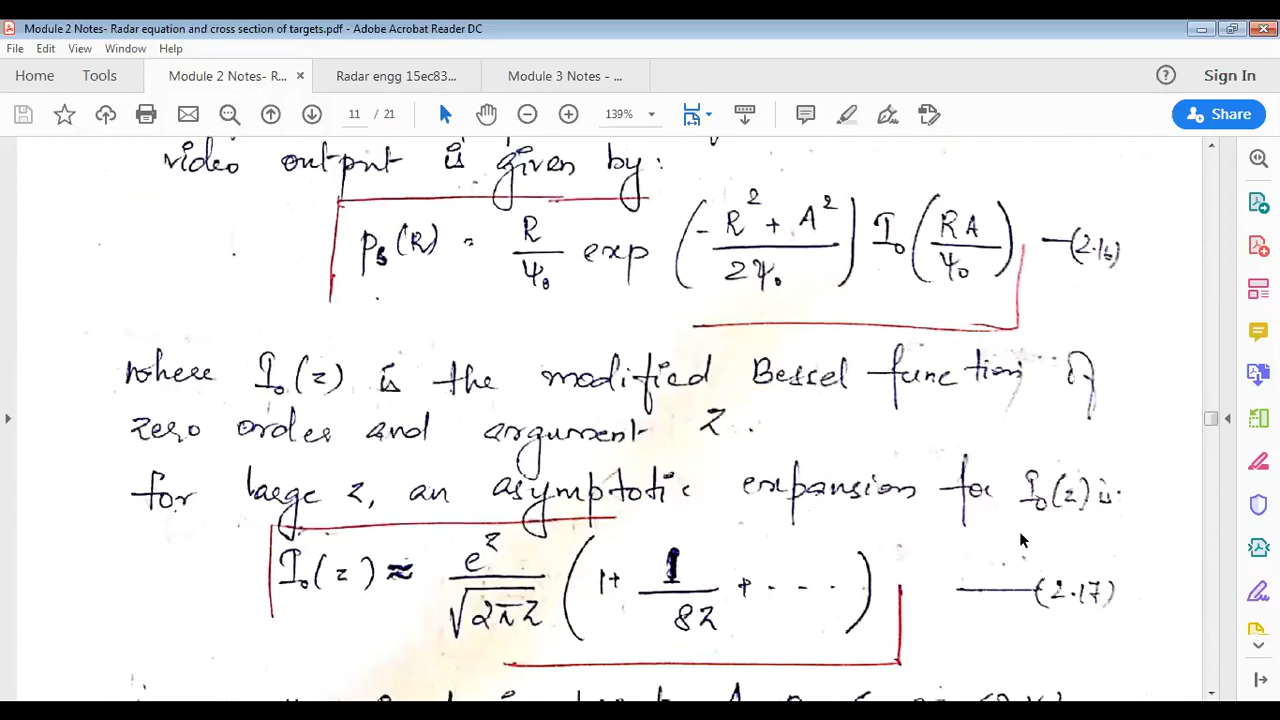 Module 2 Notes- Radar equation and cross section of targets.pdf - Adobe Acrobat Reader DC
File Edit View Window Help
Home Tools Module 2 Notes- R... × Radar engg 15ec83... Module 3 Notes - ... Sign In
11 / 21 139% Share
video output is given by:
ps(R) = R/Ψ₀ exp (- R² + A² / 2Ψ₀) I₀ (RA/Ψ₀) —(2.16)
where I₀(z) is the modified Bessel function of
zero order and argument Z.
for large z, an asymptotic expansion for I₀(z) is.
I₀(z) ≈ e^z/√2πZ (1 + 1/8Z + - - - -) —(2.17)